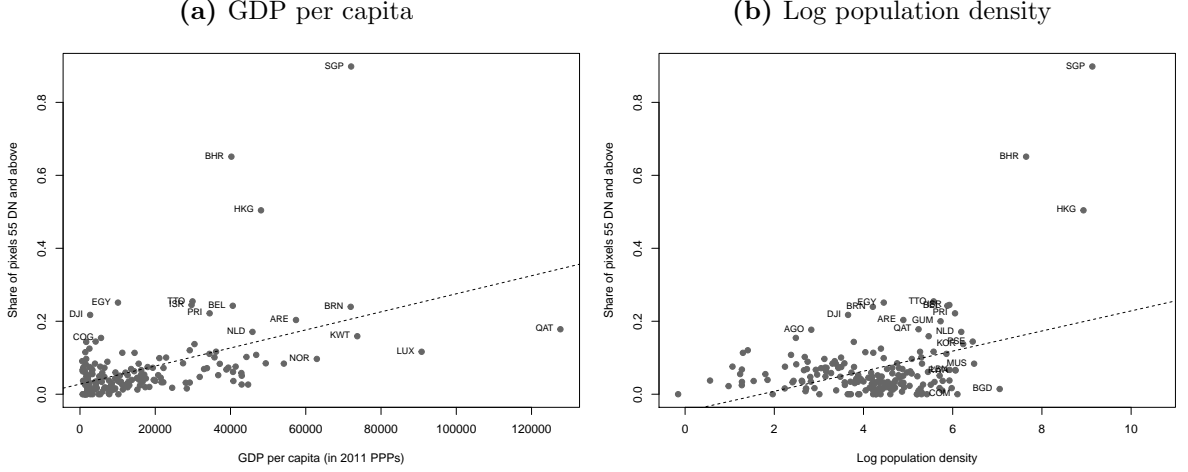 (a) GDP per capita
SGP
BHR
HKG
EGY
TTO
ISR
BEL
BRN
DJI
PRI
ARE
NLD
KWT
QAT
COG
NOR
LUX
0.0
0.2
0.4
0.6
0.8
0
20000
40000
60000
80000
100000
120000
Share of pixels 55 DN and above
GDP per capita (in 2011 PPPs)
(b) Log population density
SGP
BHR
HKG
EGY
TTO
BRN
DJI
PRI
ARE
GUM
AGO
QAT
NLD
PSE
KOR
MUS
BGD
COM
0.0
0.2
0.4
0.6
0.8
0
2
4
6
8
10
Share of pixels 55 DN and above
Log population density